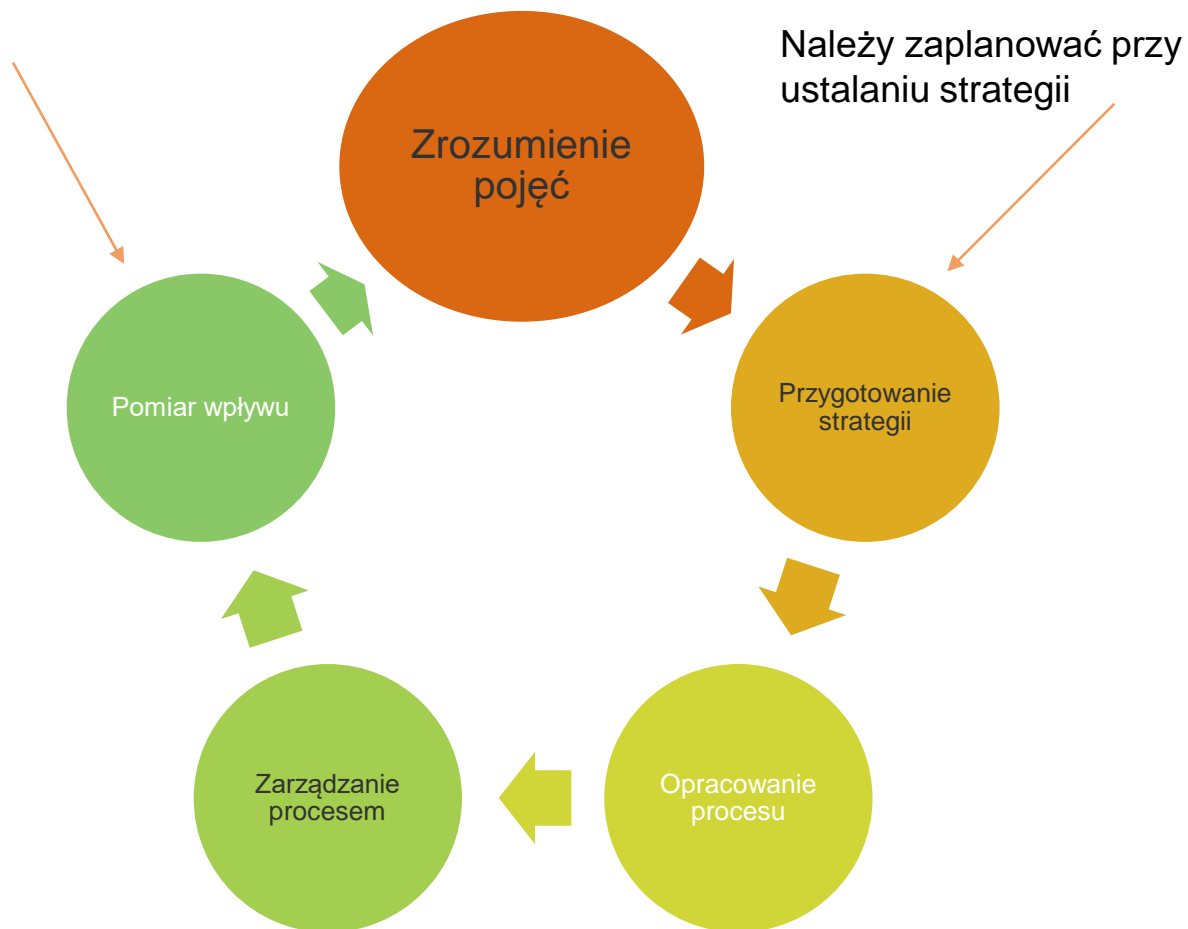 Należy zaplanować przy
ustalaniu strategii
Zrozumienie
pojęć
Przygotowanie
strategii
Opracowanie
procesu
Zarządzanie
procesem
Pomiar wpływu